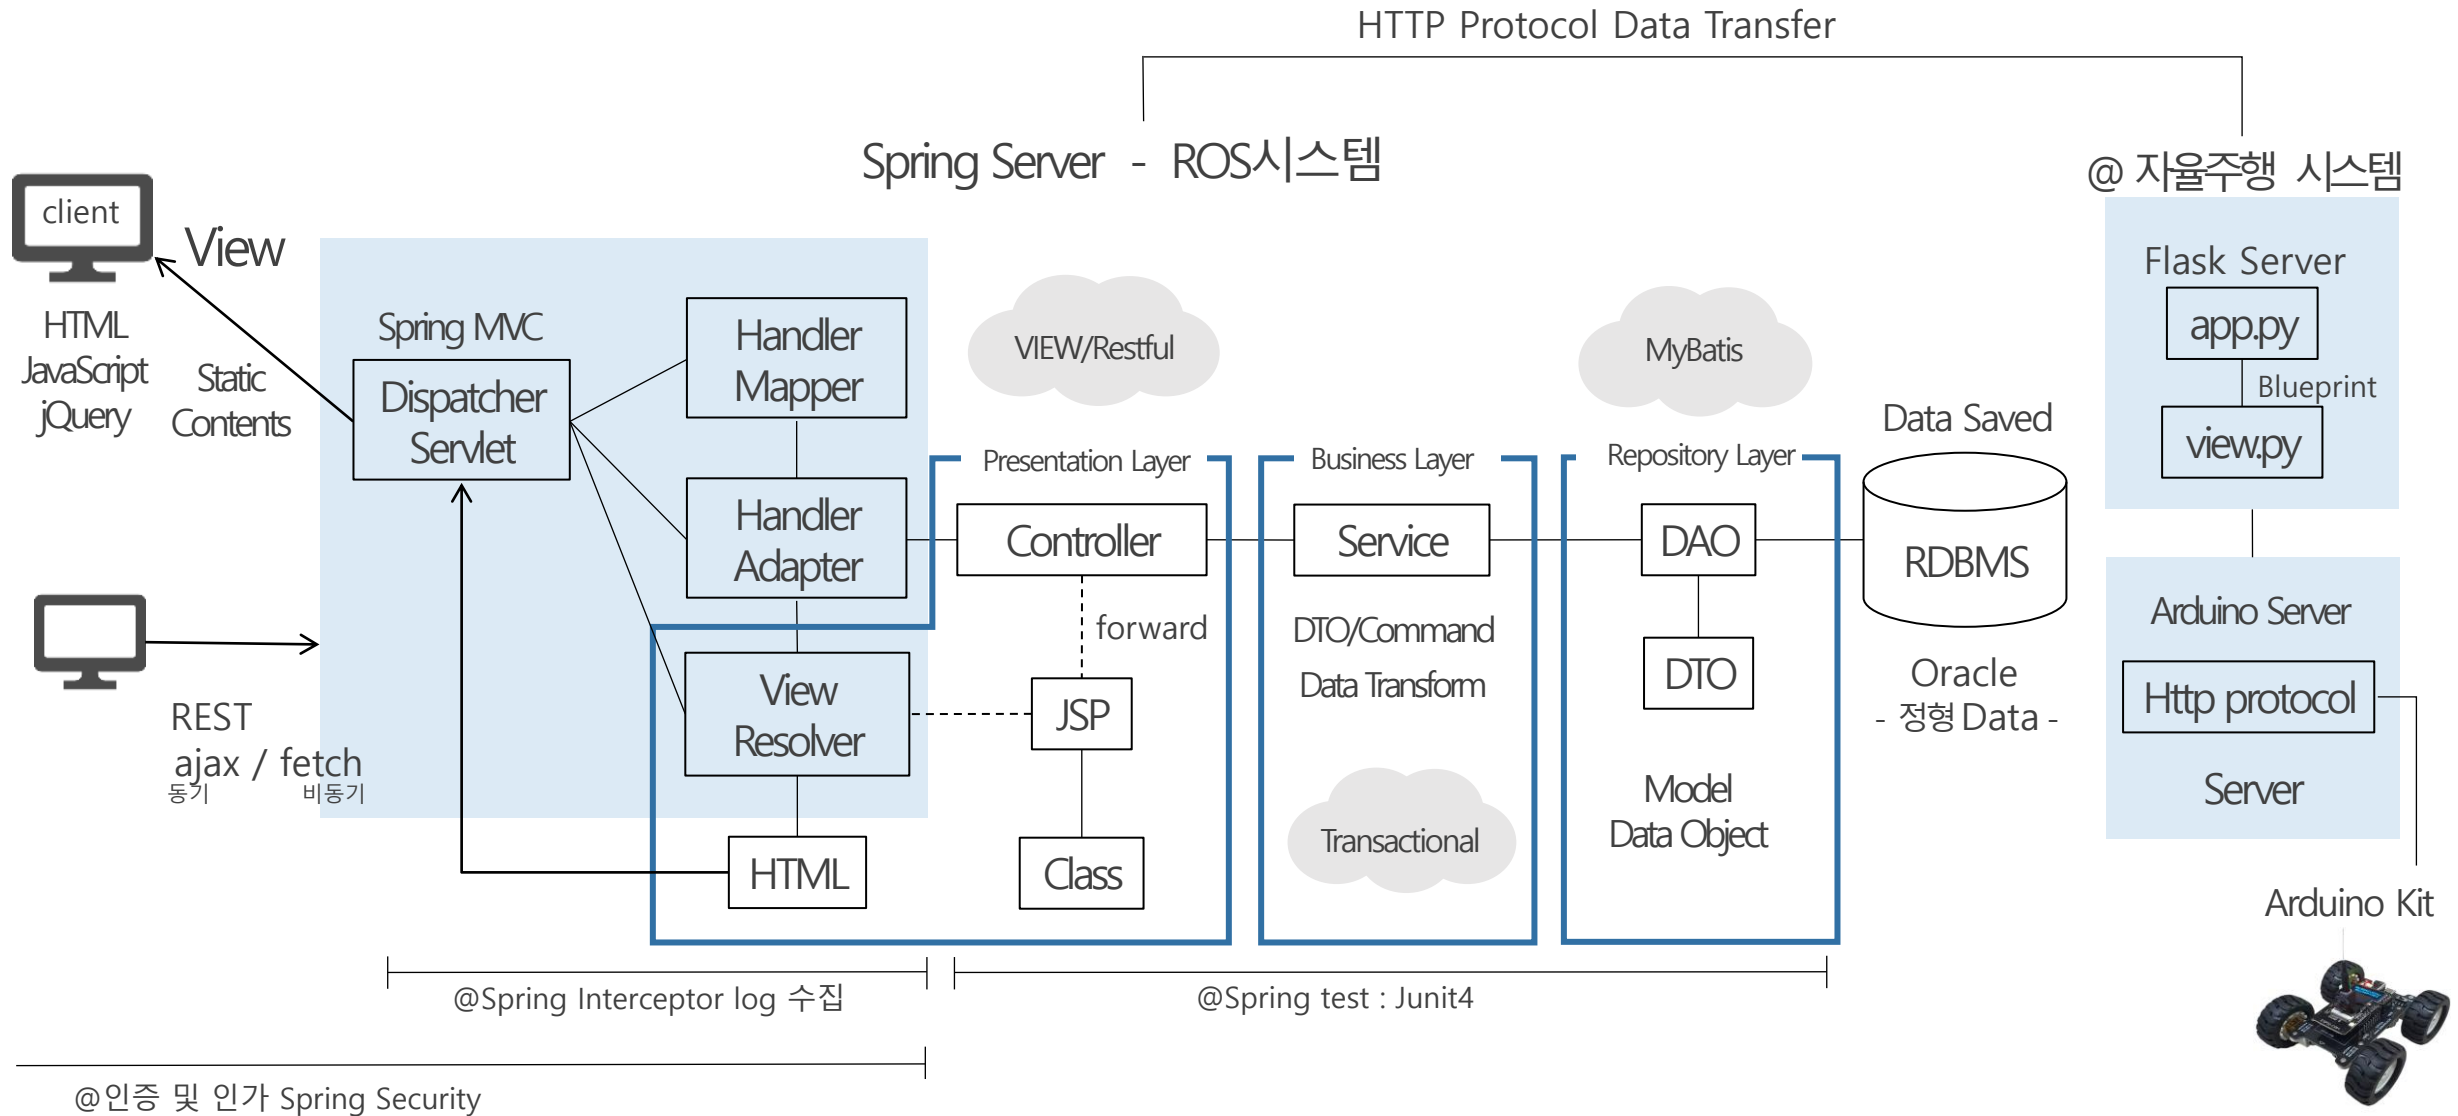 HTTP Protocol Data Transfer
Spring Server - ROS시스템
@ 자율주행 시스템
client
View
HTML
JavaScript
jQuery
Static
Contents
Spring MVC
Dispatcher
Servlet
Handler
Mapper
Handler
Adapter
View
Resolver
HTML
REST
ajax / fetch
동기 비동기
VIEW/Restful
Presentation Layer
Controller
forward
JSP
Class
Business Layer
Service
DTO/Command
Data Transform
Transactional
MyBatis
Repository Layer
DAO
DTO
Model
Data Object
Data Saved
RDBMS
Oracle
- 정형 Data -
Flask Server
app.py
Blueprint
view.py
Arduino Server
Http protocol
Server
Arduino Kit
@Spring Interceptor log 수집
@Spring test : Junit4
@인증 및 인가 Spring Security